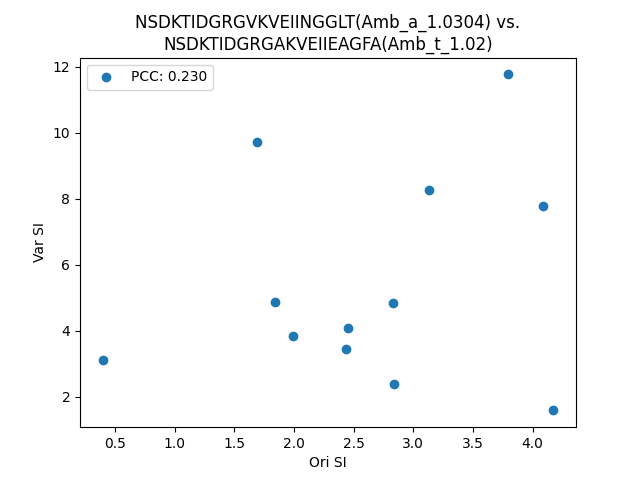 NSDKTIDGRGVKVEIINGGLT(Amb_a_1.0304) vs.
NSDKTIDGRGAKVEIIEAGFA(Amb_t_1.02)
PCC: 0.230
12
10
8
6
4
2
Var SI
0.5 1.0 1.5 2.0 2.5 3.0 3.5 4.0
Ori SI